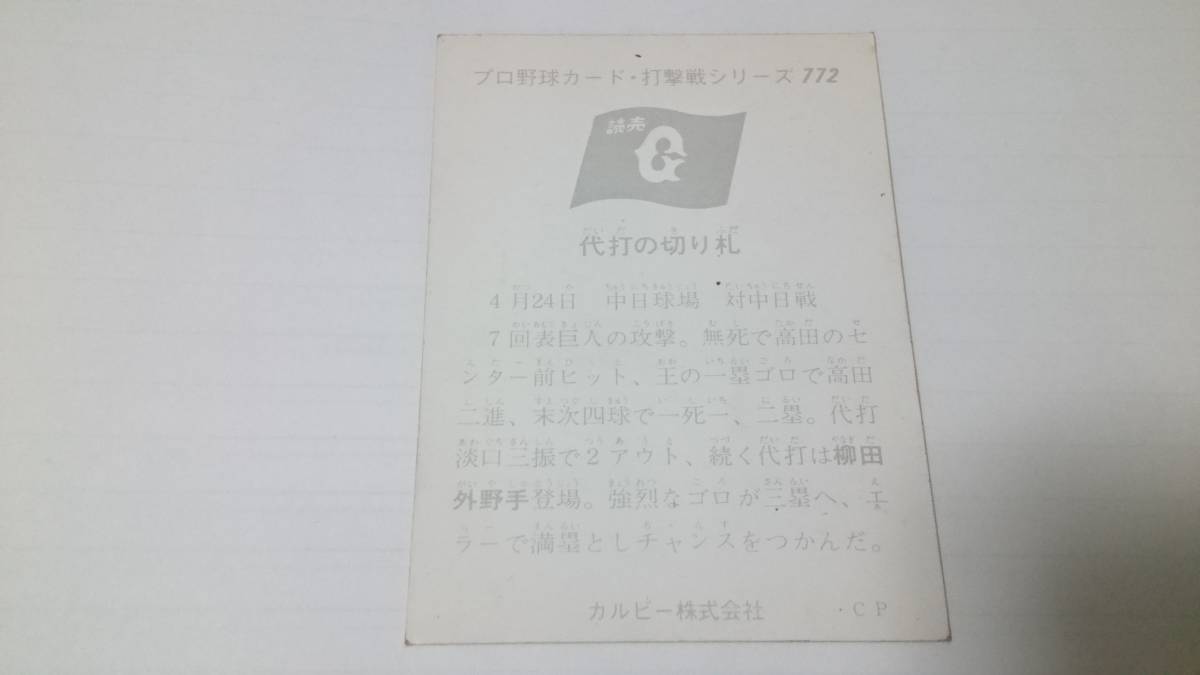 プロ野球カード・打撃戦シリーズ 772
読売
G
代打の切り札
4月24日 中日球場 対中日戦
7回表巨人の攻撃。無死で高田のセ
ンター前ヒット、王の一塁ゴロで高田
二進、末次四球で一死一、二塁。代打
淡口三振で2アウト、続く代打は柳田
外野手登場。強烈なゴロが三塁へ、エ
ラーで満塁としチャンスをつかんだ。
カルビー株式会社 ・CP